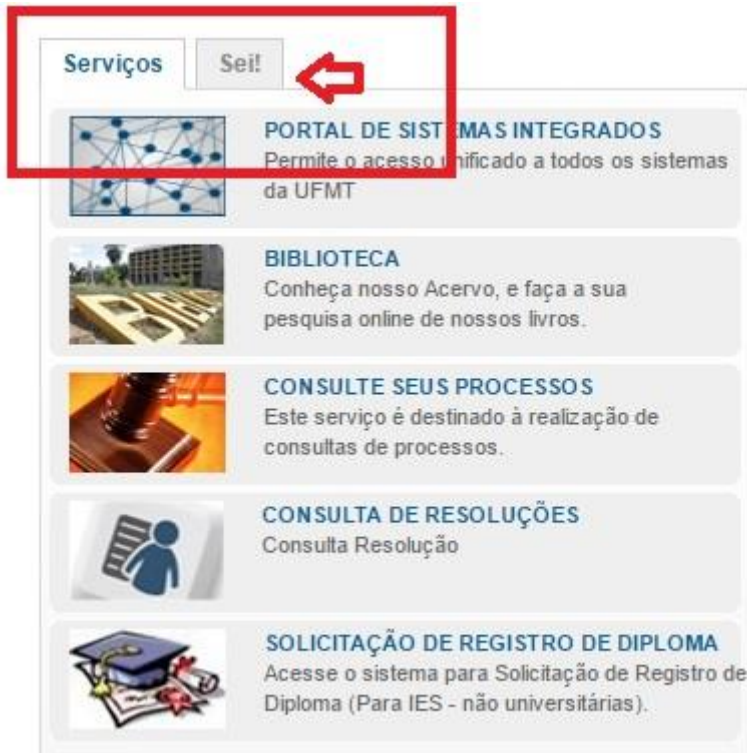 Serviços
Sei!
PORTAL DE SISTEMAS INTEGRADOS
Permite o acesso unificado a todos os sistemas
da UFMT
BIBLIOTECA
Conheça nosso Acervo, e faça a sua
pesquisa online de nossos livros.
CONSULTE SEUS PROCESSOS
Este serviço é destinado à realização de
consultas de processos.
CONSULTA DE RESOLUÇÕES
Consulta Resolução
SOLICITAÇÃO DE REGISTRO DE DIPLOMA
Acesse o sistema para Solicitação de Registro de
Diploma (Para IES - não universitárias).